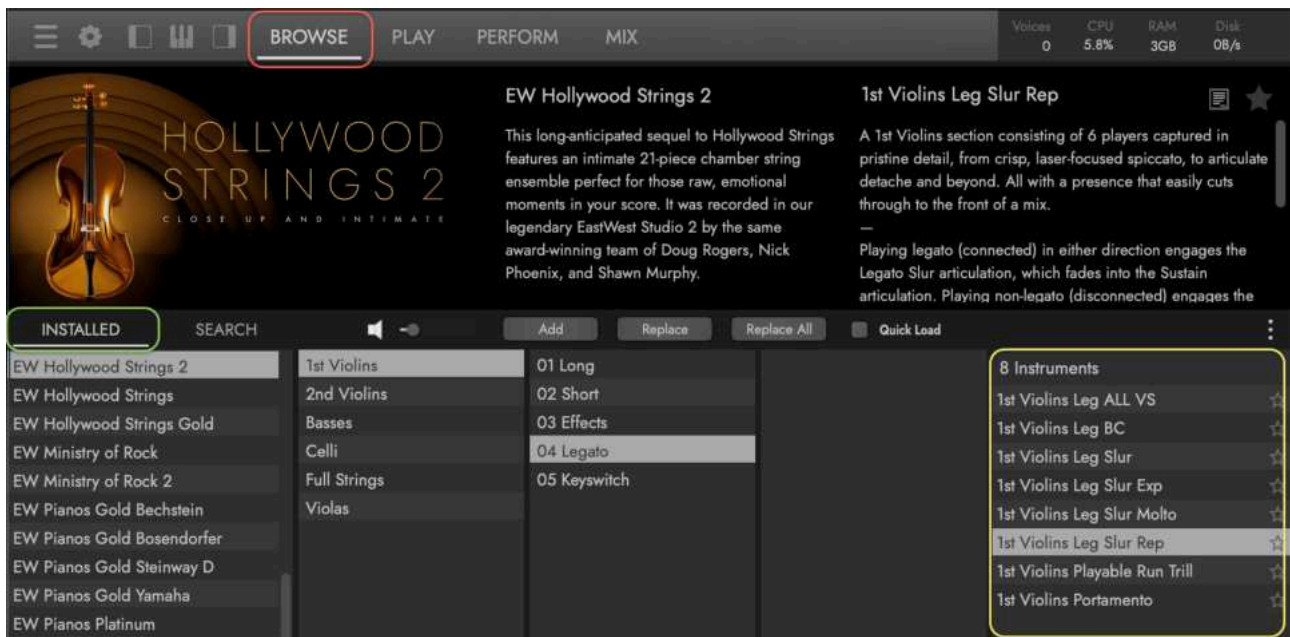 BROWSE
PLAY
PERFORM
MIX
Voices
0
CPU
5.8%
RAM
3GB
Disk
0B/s
HOLLYWOOD
STRINGS 2
CLOSE UP AND INTIMATE
EW Hollywood Strings 2
This long-anticipated sequel to Hollywood Strings
features an intimate 21-piece chamber string
ensemble perfect for those raw, emotional
moments in your score. It was recorded in our
legendary EastWest Studio 2 by the same
award-winning team of Doug Rogers, Nick
Phoenix, and Shawn Murphy.
1st Violins Leg Slur Rep
A 1st Violins section consisting of 6 players captured in
pristine detail, from crisp, laser-focused spiccato, to articulate
detache and beyond. All with a presence that easily cuts
through to the front of a mix.
—
Playing legato (connected) in either direction engages the
Legato Slur articulation, which fades into the Sustain
articulation. Playing non-legato (disconnected) engages the
INSTALLED
SEARCH
Add
Replace
Replace All
Quick Load
EW Hollywood Strings 2
EW Hollywood Strings
EW Hollywood Strings Gold
EW Ministry of Rock
EW Ministry of Rock 2
EW Pianos Gold Bechstein
EW Pianos Gold Bosendorfer
EW Pianos Gold Steinway D
EW Pianos Gold Yamaha
EW Pianos Platinum
1st Violins
2nd Violins
Basses
Celli
Full Strings
Violas
01 Long
02 Short
03 Effects
04 Legato
05 Keyswitch
8 Instruments
1st Violins Leg ALL VS
1st Violins Leg BC
1st Violins Leg Slur
1st Violins Leg Slur Exp
1st Violins Leg Slur Molto
1st Violins Leg Slur Rep
1st Violins Playable Run Trill
1st Violins Portamento